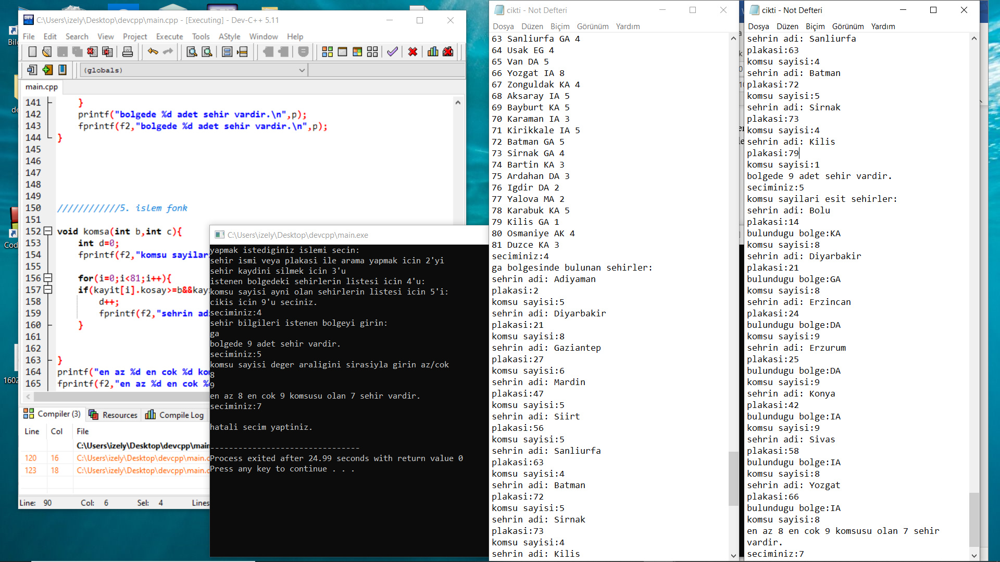 C:\Users\izely\Desktop\devcpp\main.cpp - [Executing] - Dev-C++ 5.11
File Edit Search View Project Execute Tools AStyle Window Help
(globals)
main.cpp
141 }
142 printf("bolgede %d adet sehir vardir.\n",p);
143 fprintf(f2,"bolgede %d adet sehir vardir.\n",p);
144 }
145
146
147
148
149
150 ////////////5. islem fonk
151
152 void komsa(int b,int c){
153 int d=0;
154 fprintf(f2,"komsu sayilar
155
156 for(i=0;i<81;i++){
157 if(kayit[i].kosay>=b&&kay
158 d++;
159 fprintf(f2,"sehrin ad
160 }
161
162
163 }
164 printf("en az %d en cok %d ko
165 fprintf(f2,"en az %d en cok %
Compiler (3) Resources Compile Log
Line Col File
C:\Users\izely\Desktop\devcpp\main
120 16 C:\Users\izely\Desktop\devcpp\main.c
123 18 C:\Users\izely\Desktop\devcpp\main.c
Line: 90 Col: 6 Sel: 4 Lines
C:\Users\izely\Desktop\devcpp\main.exe
yapmak istediginiz islemi secin:
sehir ismi veya plakasi ile arama yapmak icin 2'yi
sehir kaydini silmek icin 3'u
istenen bolgedeki sehirlerin listesi icin 4'u:
komsu sayisi ayni olan sehirlerin listesi icin 5'i:
cikis icin 9'u seciniz.
seciminiz:4
sehir bilgileri istenen bolgeyi girin:
ga
bolgede 9 adet sehir vardir.
seciminiz:5
komsu sayisi deger araligini sirasiyla girin az/cok
8
9
en az 8 en cok 9 komsusu olan 7 sehir vardir.
seciminiz:7
hatali secim yaptiniz.
--------------------------------
Process exited after 24.99 seconds with return value 0
Press any key to continue . . .
cikti - Not Defteri
Dosya Düzen Biçim Görünüm Yardım
63 Sanliurfa GA 4
64 Usak EG 4
65 Van DA 5
66 Yozgat IA 8
67 Zonguldak KA 4
68 Aksaray IA 5
69 Bayburt KA 5
70 Karaman IA 3
71 Kirikkale IA 5
72 Batman GA 5
73 Sirnak GA 4
74 Bartin KA 3
75 Ardahan DA 3
76 Igdir DA 2
77 Yalova MA 2
78 Karabuk KA 5
79 Kilis GA 1
80 Osmaniye AK 4
81 Duzce KA 3
seciminiz:4
ga bolgesinde bulunan sehirler:
sehrin adi: Adiyaman
plakasi:2
komsu sayisi:5
sehrin adi: Diyarbakir
plakasi:21
komsu sayisi:8
sehrin adi: Gaziantep
plakasi:27
komsu sayisi:6
sehrin adi: Mardin
plakasi:47
komsu sayisi:5
sehrin adi: Siirt
plakasi:56
komsu sayisi:5
sehrin adi: Sanliurfa
plakasi:63
komsu sayisi:4
sehrin adi: Batman
plakasi:72
komsu sayisi:5
sehrin adi: Sirnak
plakasi:73
komsu sayisi:4
sehrin adi: Kilis
cikti - Not Defteri
Dosya Düzen Biçim Görünüm Yardım
sehrin adi: Sanliurfa
plakasi:63
komsu sayisi:4
sehrin adi: Batman
plakasi:72
komsu sayisi:5
sehrin adi: Sirnak
plakasi:73
komsu sayisi:4
sehrin adi: Kilis
plakasi:79
komsu sayisi:1
bolgede 9 adet sehir vardir.
seciminiz:5
komsu sayilari esit sehirler:
sehrin adi: Bolu
plakasi:14
bulundugu bolge:KA
komsu sayisi:8
sehrin adi: Diyarbakir
plakasi:21
bulundugu bolge:GA
komsu sayisi:8
sehrin adi: Erzincan
plakasi:24
bulundugu bolge:DA
komsu sayisi:9
sehrin adi: Erzurum
plakasi:25
bulundugu bolge:DA
komsu sayisi:9
sehrin adi: Konya
plakasi:42
bulundugu bolge:IA
komsu sayisi:9
sehrin adi: Sivas
plakasi:58
bulundugu bolge:IA
komsu sayisi:8
sehrin adi: Yozgat
plakasi:66
bulundugu bolge:IA
komsu sayisi:8
en az 8 en cok 9 komsusu olan 7 sehir
vardir.
seciminiz:7